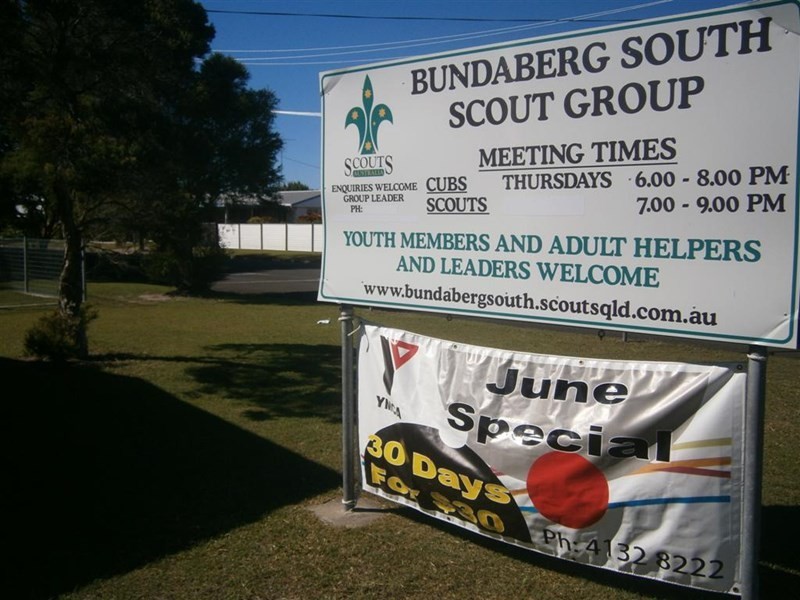 BUNDABERG SOUTH
SCOUT GROUP
SCOUTS
AUSTRALIA
ENQUIRIES WELCOME
GROUP LEADER
PH:
MEETING TIMES
CUBS THURSDAYS 6.00 - 8.00 PM
SCOUTS 7.00 - 9.00 PM
YOUTH MEMBERS AND ADULT HELPERS
AND LEADERS WELCOME
www.bundabergsouth.scoutsqld.com.au
YMCA
June
Special
30 Days
For $30
Ph: 4132 8222